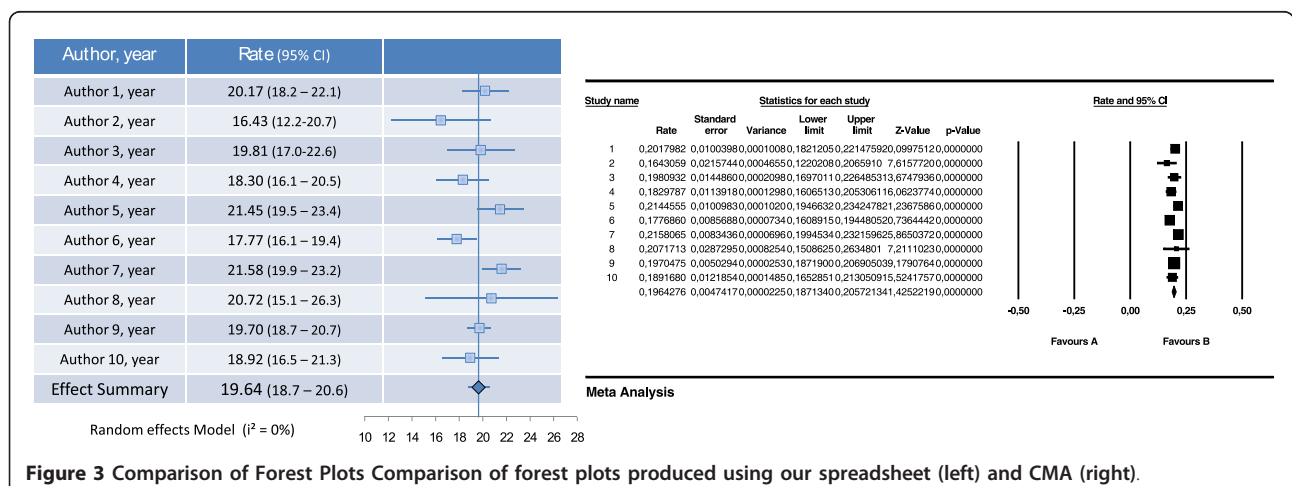 Author, year Rate (95% CI)
Author 1, year 20.17 (18.2 – 22.1)
Author 2, year 16.43 (12.2-20.7)
Author 3, year 19.81 (17.0-22.6)
Author 4, year 18.30 (16.1 – 20.5)
Author 5, year 21.45 (19.5 – 23.4)
Author 6, year 17.77 (16.1 – 19.4)
Author 7, year 21.58 (19.9 – 23.2)
Author 8, year 20.72 (15.1 – 26.3)
Author 9, year 19.70 (18.7 – 20.7)
Author 10, year 18.92 (16.5 – 21.3)
Effect Summary 19.64 (18.7 – 20.6)
Random effects Model (i² = 0%)
10 12 14 16 18 20 22 24 26 28
Study name Statistics for each study Rate and 95% CI
Standard Lower Upper
Rate error Variance limit limit Z-Value p-Value
1 0,2017982 0,0100398 0,0001008 0,1821205 0,2214759 20,0997512 0,0000000
2 0,1643059 0,0215744 0,0004655 0,1220208 0,2065910 7,6157720 0,0000000
3 0,1980932 0,0144860 0,0002098 0,1697011 0,2264853 13,6747936 0,0000000
4 0,1829787 0,0113918 0,0001298 0,1606513 0,2053061 16,0623774 0,0000000
5 0,2144555 0,0100983 0,0001020 0,1946632 0,2342478 21,2367586 0,0000000
6 0,1776860 0,0085688 0,0000734 0,1608915 0,1944805 20,7364442 0,0000000
7 0,2158065 0,0083436 0,0000696 0,1994534 0,2321596 25,8650372 0,0000000
8 0,2071713 0,0287295 0,0008254 0,1508625 0,2634801 7,2111023 0,0000000
9 0,1970475 0,0050294 0,0000253 0,1871900 0,2069050 39,1790764 0,0000000
10 0,1891680 0,0121854 0,0001485 0,1652851 0,2130509 15,5241757 0,0000000
0,1964276 0,0047417 0,0000225 0,1871340 0,2057213 41,4252219 0,0000000
-0,50 -0,25 0,00 0,25 0,50
Favours A Favours B
Meta Analysis
Figure 3 Comparison of Forest Plots Comparison of forest plots produced using our spreadsheet (left) and CMA (right).